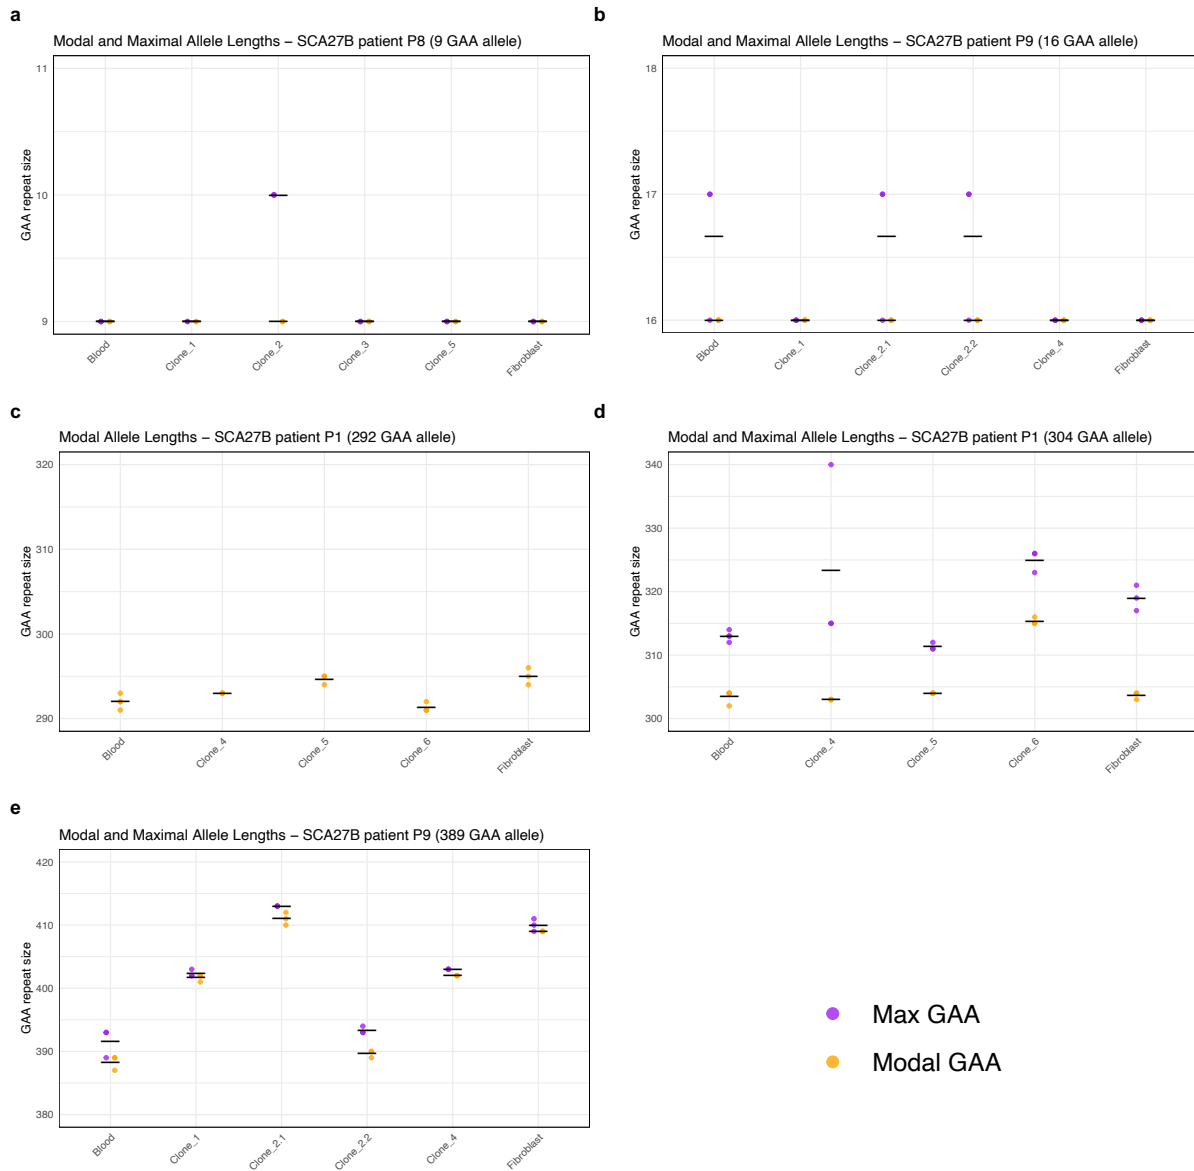 a
Modal and Maximal Allele Lengths – SCA27B patient P8 (9 GAA allele)
GAA repeat size
11
10
9
Blood
Clone_1
Clone_2
Clone_3
Clone_5
Fibroblast
b
Modal and Maximal Allele Lengths – SCA27B patient P9 (16 GAA allele)
GAA repeat size
18
17
16
Blood
Clone_1
Clone_2.1
Clone_2.2
Clone_4
Fibroblast
c
Modal Allele Lengths – SCA27B patient P1 (292 GAA allele)
GAA repeat size
320
310
300
290
Blood
Clone_4
Clone_5
Clone_6
Fibroblast
d
Modal and Maximal Allele Lengths – SCA27B patient P1 (304 GAA allele)
GAA repeat size
340
330
320
310
300
Blood
Clone_4
Clone_5
Clone_6
Fibroblast
e
Modal and Maximal Allele Lengths – SCA27B patient P9 (389 GAA allele)
GAA repeat size
420
410
400
390
380
Blood
Clone_1
Clone_2.1
Clone_2.2
Clone_4
Fibroblast
Max GAA
Modal GAA